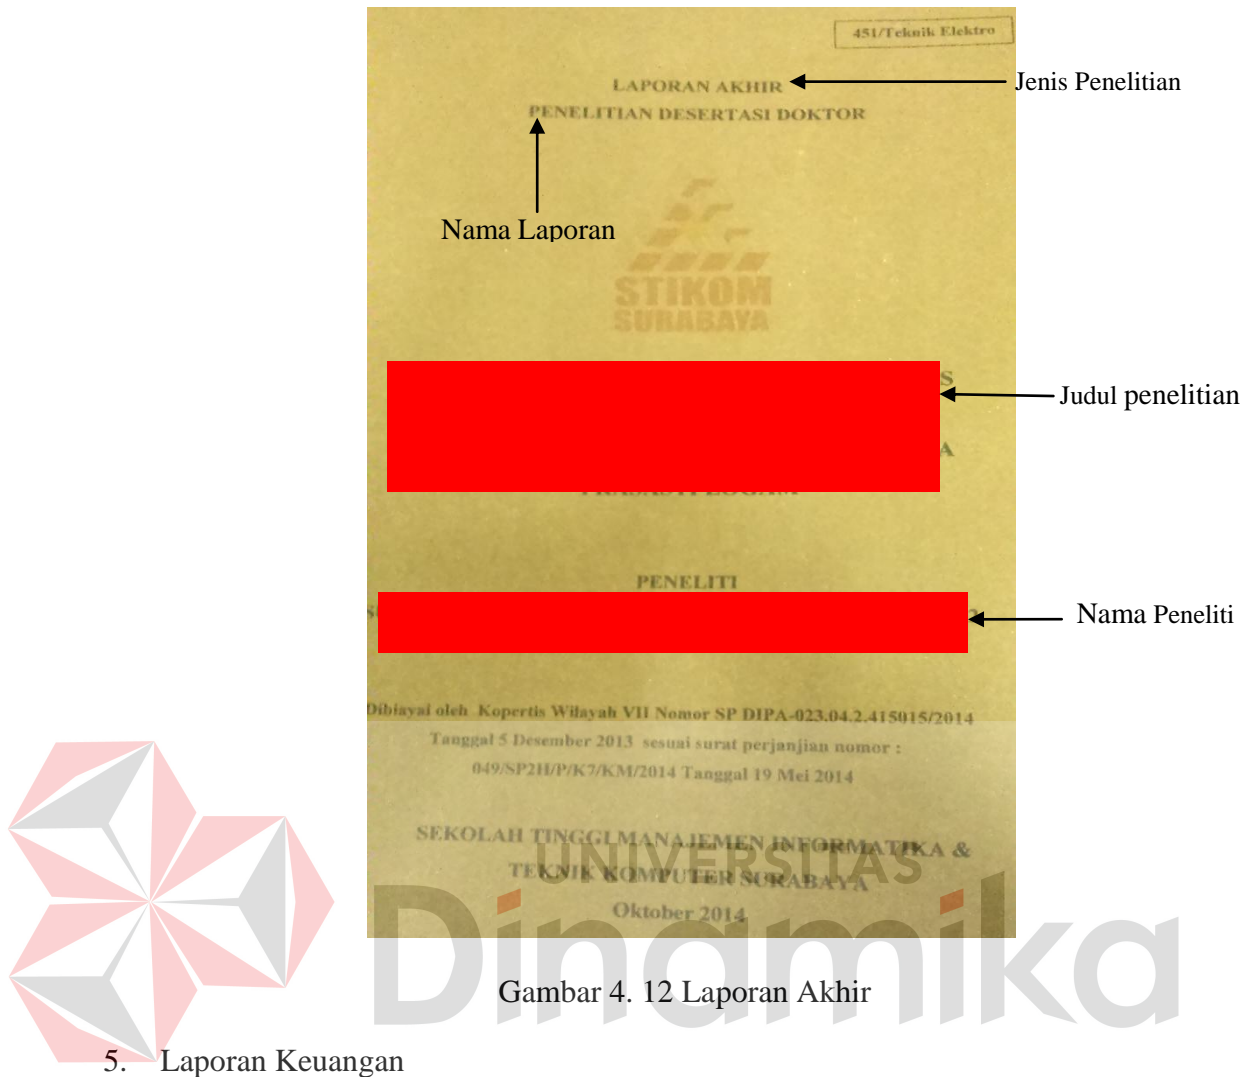 451/Teknik Elektro
LAPORAN AKHIR
Jenis Penelitian
PENELITIAN DESERTASI DOKTOR
Nama Laporan
STIKOM
SURABAYA
S
Judul penelitian
A
PENELITI
Nama Peneliti
Dibiayai oleh Kopertis Wilayah VII Nomor SP DIPA-023.04.2.415015/2014
Tanggal 5 Desember 2013 sesuai surat perjanjian nomor :
049/SP2H/P/K7/KM/2014 Tanggal 19 Mei 2014
SEKOLAH TINGGI MANAJEMEN INFORMATIKA &
TEKNIK KOMPUTER SURABAYA
Oktober 2014
UNIVERSITAS
Dinamika
Gambar 4. 12 Laporan Akhir
5. Laporan Keuangan